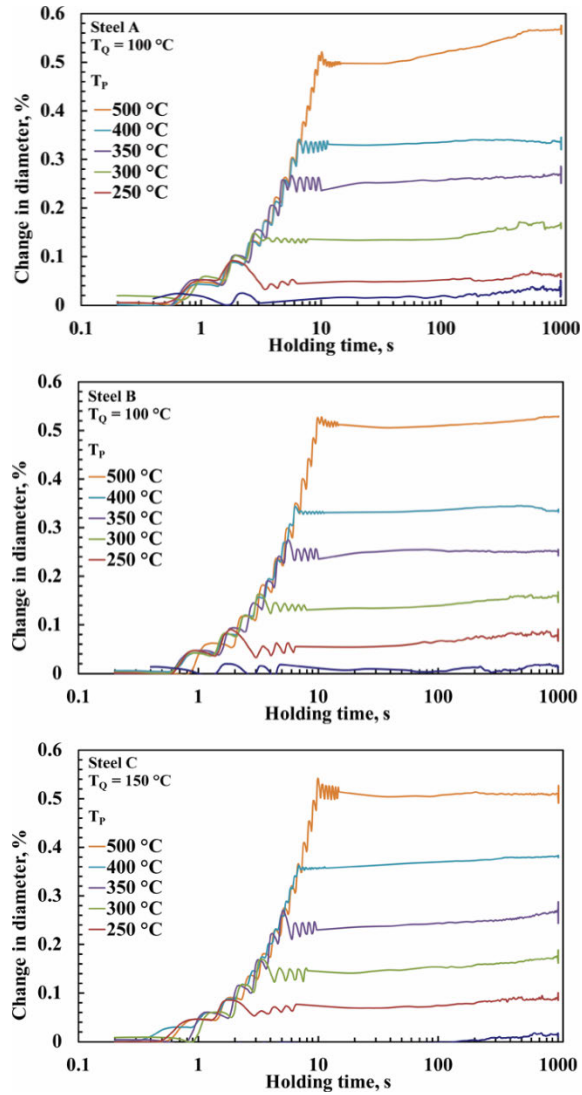 Steel A
T_Q = 100 °C
T_P
500 °C
400 °C
350 °C
300 °C
250 °C
Change in diameter, %
0.6
0.5
0.4
0.3
0.2
0.1
0
0.1 1 10 100 1000
Holding time, s
Steel B
T_Q = 100 °C
T_P
500 °C
400 °C
350 °C
300 °C
250 °C
Change in diameter, %
0.6
0.5
0.4
0.3
0.2
0.1
0
0.1 1 10 100 1000
Holding time, s
Steel C
T_Q = 150 °C
T_P
500 °C
400 °C
350 °C
300 °C
250 °C
Change in diameter, %
0.6
0.5
0.4
0.3
0.2
0.1
0
0.1 1 10 100 1000
Holding time, s